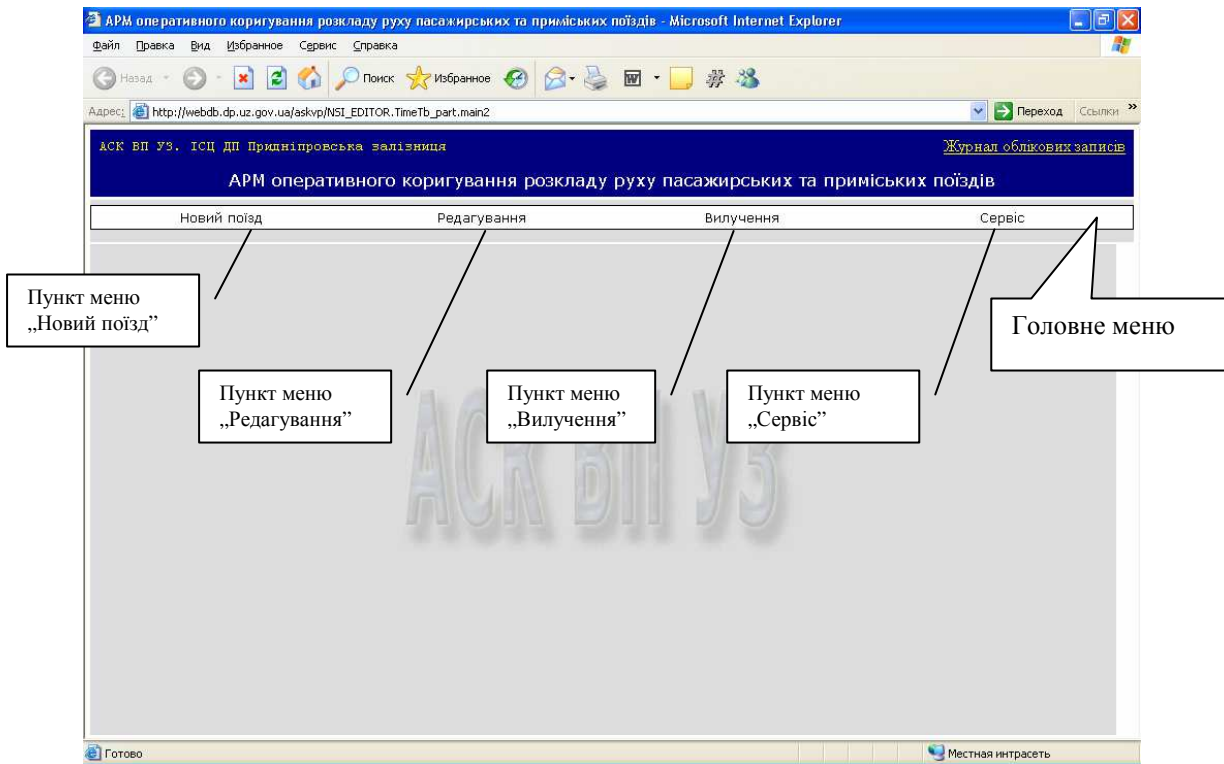 АРМ оперативного коригування розкладу руху пасажирських та приміських поїздів - Microsoft Internet Explorer
Файл Правка Вид Избранное Сервис Справка
Назад Поиск Избранное
Адрес: http://webdb.dp.uz.gov.ua/askvp/NSI_EDITOR.TimeTb_part.main2 Переход Ссылки »
АСК ВП УЗ. ІСЦ ДП Придніпровська залізниця Журнал облікових записів
АРМ оперативного коригування розкладу руху пасажирських та приміських поїздів
Новий поїзд Редагування Вилучення Сервіс
Пункт меню
„Новий поїзд”
Головне меню
Пункт меню
„Редагування”
Пункт меню
„Вилучення”
Пункт меню
„Сервіс”
АСК ВП УЗ
Готово Местная интрасеть